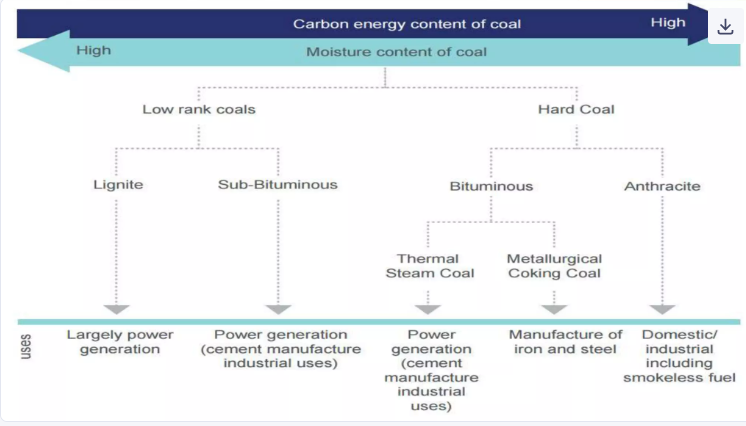 Carbon energy content of coal
High
High
Moisture content of coal
Low rank coals
Hard Coal
Lignite
Sub-Bituminous
Bituminous
Anthracite
Thermal
Steam Coal
Metallurgical
Coking Coal
uses
Largely power
generation
Power generation
(cement manufacture
industrial uses)
Power
generation
(cement
manufacture
industrial
uses)
Manufacture of
iron and steel
Domestic/
industrial
including
smokeless fuel